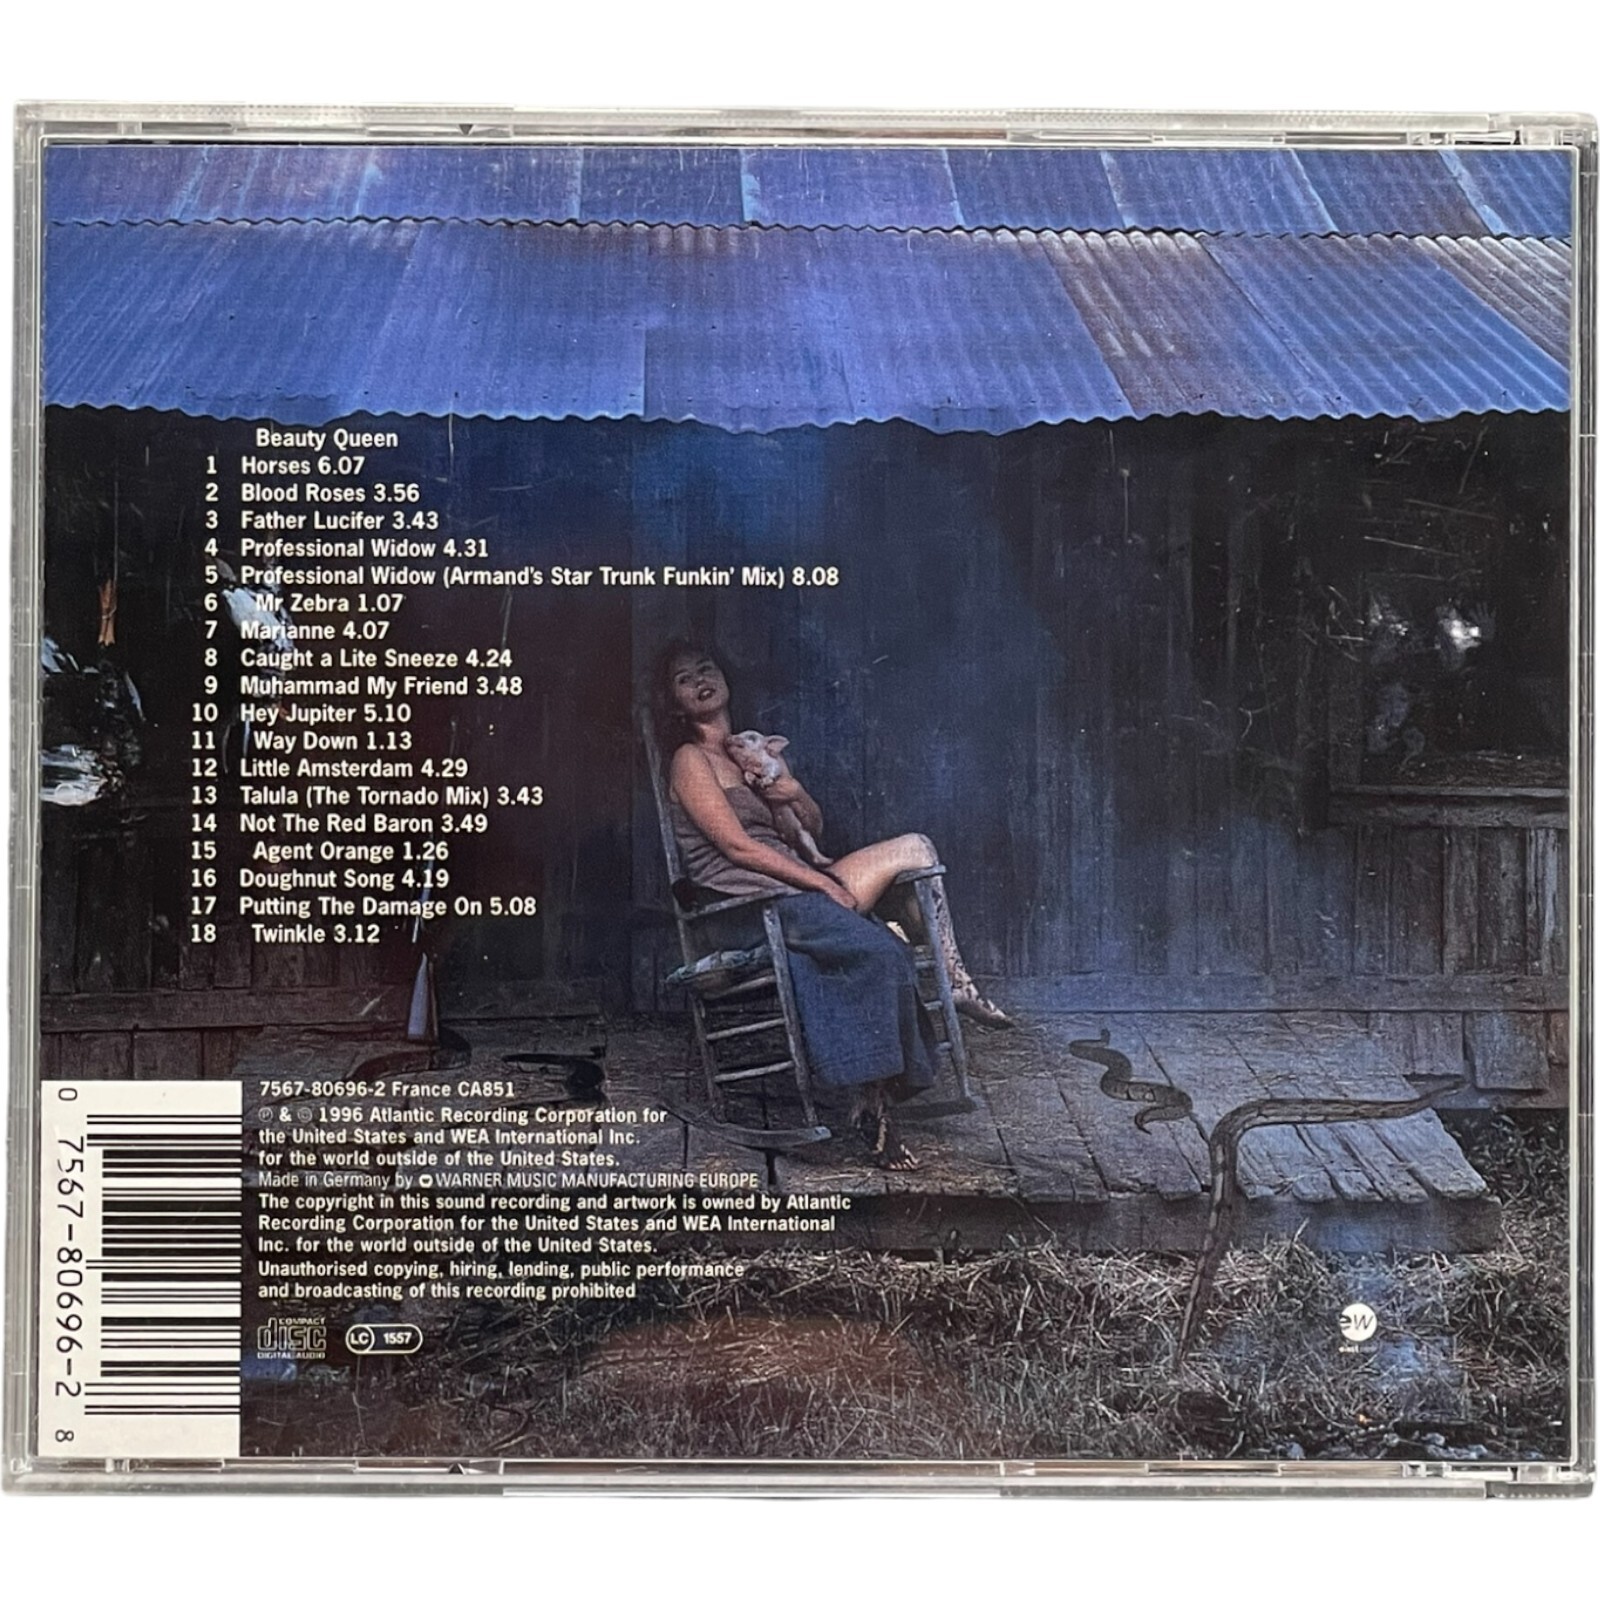 Beauty Queen
1 Horses 6.07
2 Blood Roses 3.56
3 Father Lucifer 3.43
4 Professional Widow 4.31
5 Professional Widow (Armand's Star Trunk Funkin' Mix) 8.08
6 Mr Zebra 1.07
7 Marianne 4.07
8 Caught a Lite Sneeze 4.24
9 Muhammad My Friend 3.48
10 Hey Jupiter 5.10
11 Way Down 1.13
12 Little Amsterdam 4.29
13 Talula (The Tornado Mix) 3.43
14 Not The Red Baron 3.49
15 Agent Orange 1.26
16 Doughnut Song 4.19
17 Putting The Damage On 5.08
18 Twinkle 3.12
0 7567-80696-2 8
7567-80696-2 France CA851
℗ & © 1996 Atlantic Recording Corporation for
the United States and WEA International Inc.
for the world outside of the United States.
Made in Germany by WARNER MUSIC MANUFACTURING EUROPE
The copyright in this sound recording and artwork is owned by Atlantic
Recording Corporation for the United States and WEA International
Inc. for the world outside of the United States.
Unauthorised copying, hiring, lending, public performance
and broadcasting of this recording prohibited
COMPACT
disc
DIGITAL AUDIO
LC 1557
ew
east